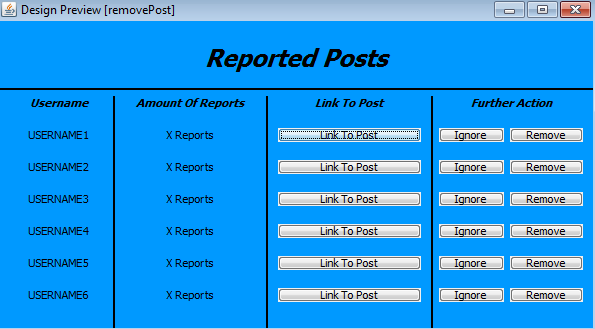 Design Preview [removePost]
Reported Posts
Username Amount Of Reports Link To Post Further Action
USERNAME1 X Reports Link To Post Ignore Remove
USERNAME2 X Reports Link To Post Ignore Remove
USERNAME3 X Reports Link To Post Ignore Remove
USERNAME4 X Reports Link To Post Ignore Remove
USERNAME5 X Reports Link To Post Ignore Remove
USERNAME6 X Reports Link To Post Ignore Remove